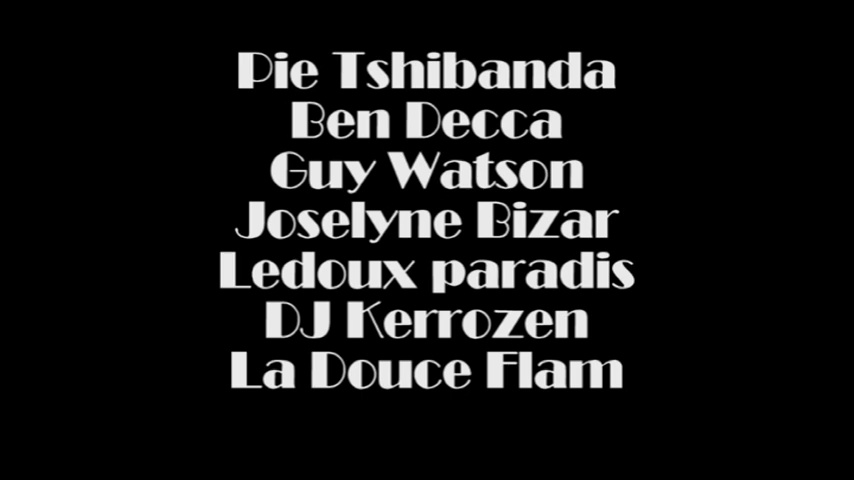 Pie Tshibanda
Ben Decca
Guy Watson
Joselyne Bizar
Ledoux paradis
DJ Kerrozen
La Douce Flam